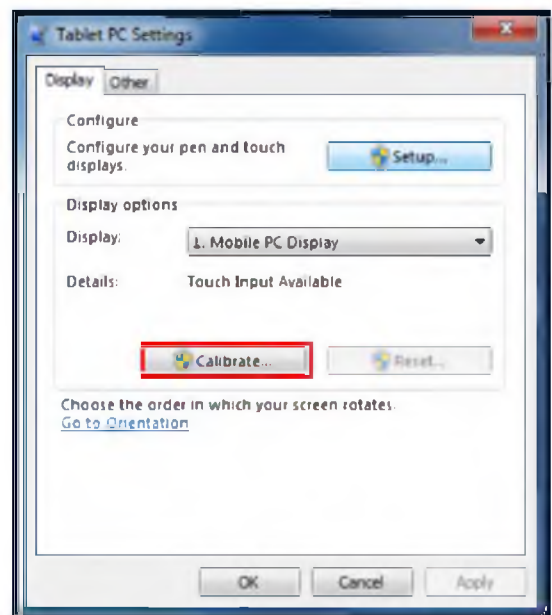 Tablet PC Settings
Display Other
Configure
Configure your pen and touch
displays.
Setup...
Display options
Display:
1. Mobile PC Display
Details:
Touch Input Available
Calibrate...
Reset...
Choose the order in which your screen rotates.
Go to Orientation
OK Cancel Apply